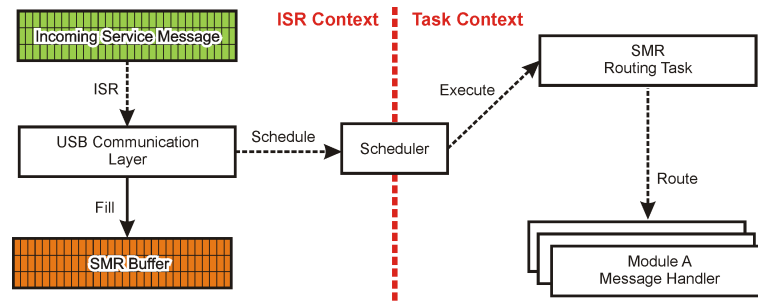 ISR Context
Task Context
Incoming Service Message
SMR
Routing Task
ISR
Execute
USB Communication
Layer
Schedule
Scheduler
Route
Fill
SMR Buffer
Module A
Message Handler